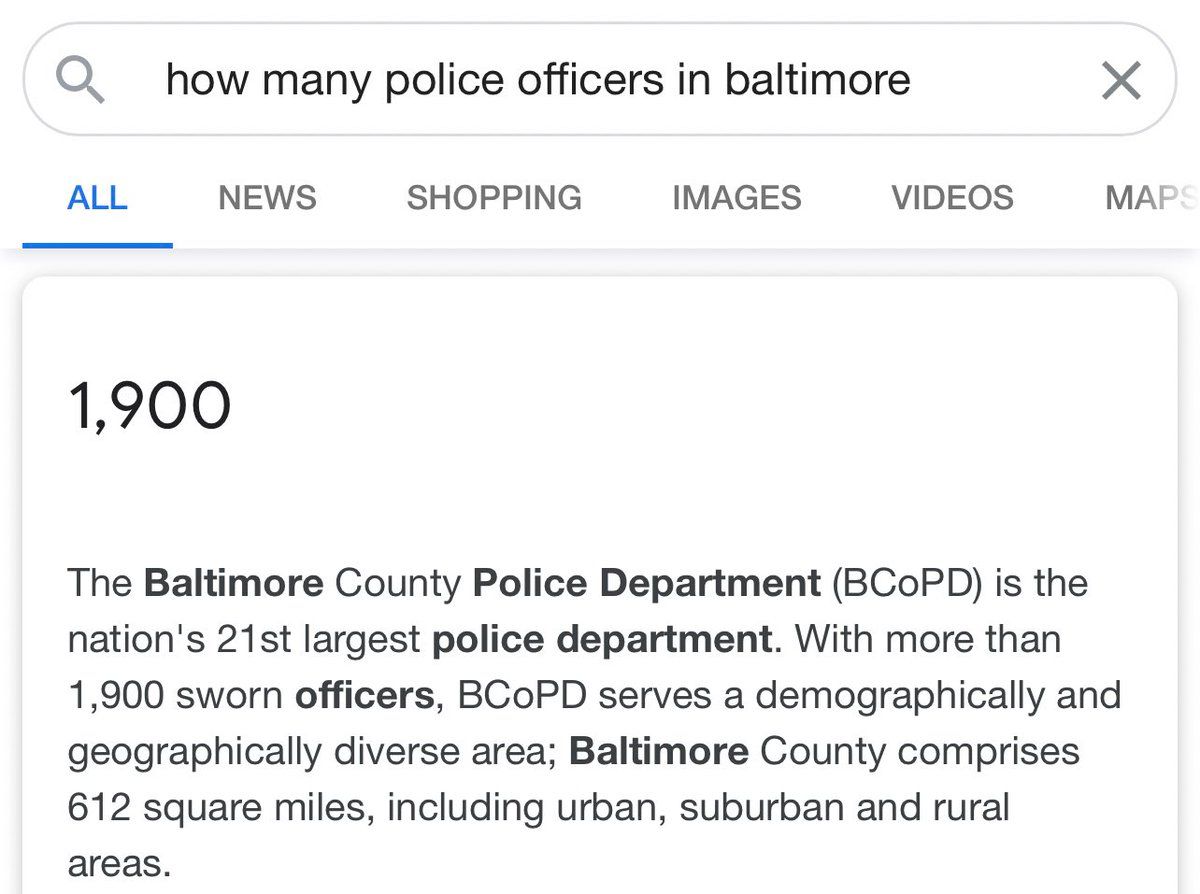 how many police officers in baltimore
ALL NEWS SHOPPING IMAGES VIDEOS MAPS
1,900
The Baltimore County Police Department (BCoPD) is the
nation's 21st largest police department. With more than
1,900 sworn officers, BCoPD serves a demographically and
geographically diverse area; Baltimore County comprises
612 square miles, including urban, suburban and rural
areas.